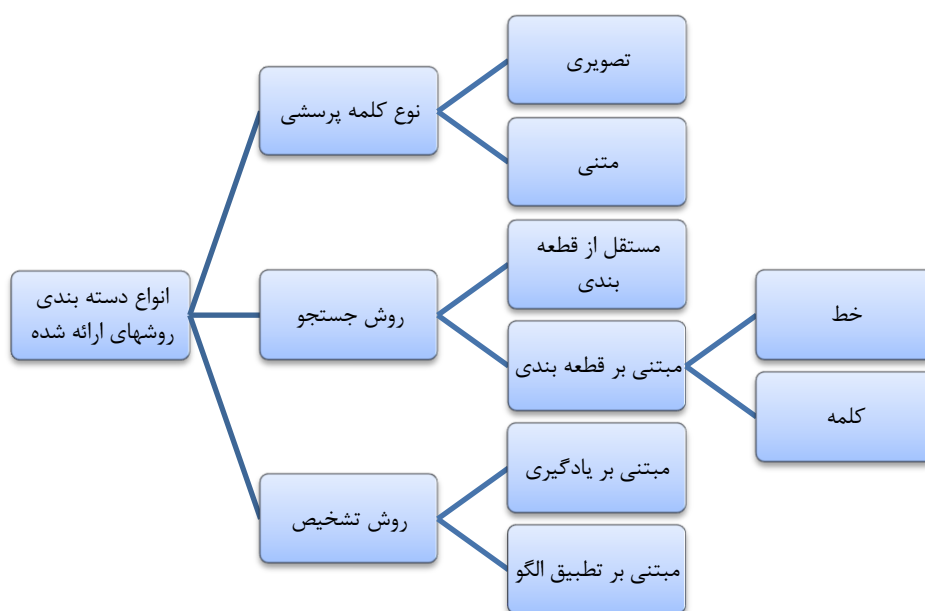 انواع دسته بندی
روشهای ارائه شده
نوع کلمه پرسشی
تصویری
متنی
روش جستجو
مستقل از قطعه
بندی
مبتنی بر قطعه بندی
خط
کلمه
روش تشخیص
مبتنی بر یادگیری
مبتنی بر تطبیق الگو